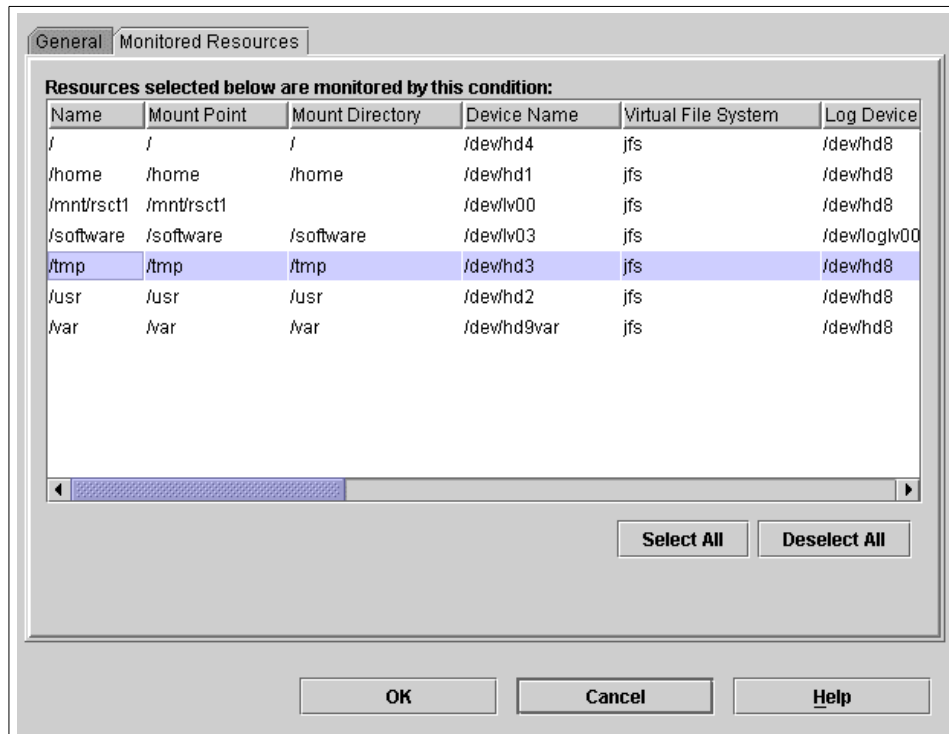 General Monitored Resources
Resources selected below are monitored by this condition:
Name Mount Point Mount Directory Device Name Virtual File System Log Device
/ / / /dev/hd4 jfs /dev/hd8
/home /home /home /dev/hd1 jfs /dev/hd8
/mnt/rsct1 /mnt/rsct1 /dev/lv00 jfs /dev/hd8
/software /software /software /dev/lv03 jfs /dev/loglv00
/tmp /tmp /tmp /dev/hd3 jfs /dev/hd8
/usr /usr /usr /dev/hd2 jfs /dev/hd8
/var /var /var /dev/hd9var jfs /dev/hd8
Select All Deselect All
OK Cancel Help